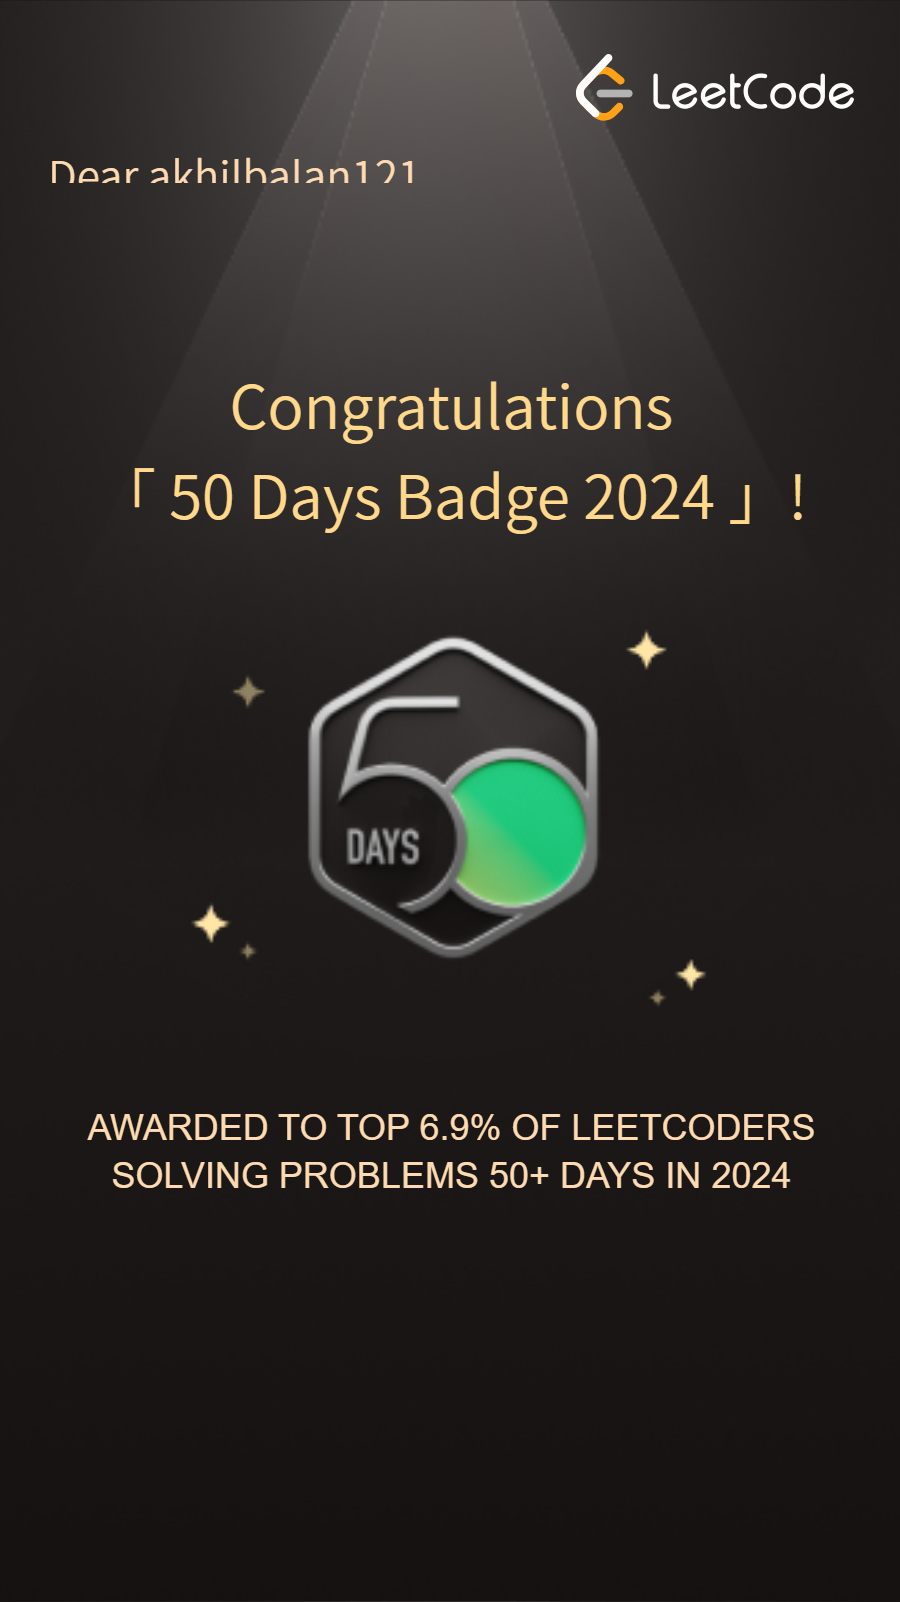 LeetCode
Dear akhilbalan121
Congratulations
「 50 Days Badge 2024 」!
50
DAYS
AWARDED TO TOP 6.9% OF LEETCODERS
SOLVING PROBLEMS 50+ DAYS IN 2024